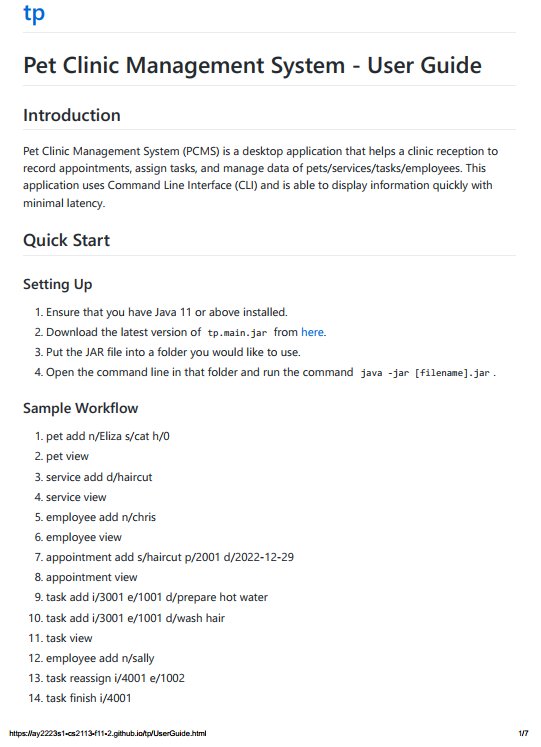 tp
Pet Clinic Management System - User Guide
Introduction
Pet Clinic Management System (PCMS) is a desktop application that helps a clinic reception to
record appointments, assign tasks, and manage data of pets/services/tasks/employees. This
application uses Command Line Interface (CLI) and is able to display information quickly with
minimal latency.
Quick Start
Setting Up
1. Ensure that you have Java 11 or above installed.
2. Download the latest version of tp.main.jar from here.
3. Put the JAR file into a folder you would like to use.
4. Open the command line in that folder and run the command java -jar [filename].jar .
Sample Workflow
1. pet add n/Eliza s/cat h/0
2. pet view
3. service add d/haircut
4. service view
5. employee add n/chris
6. employee view
7. appointment add s/haircut p/2001 d/2022-12-29
8. appointment view
9. task add i/3001 e/1001 d/prepare hot water
10. task add i/3001 e/1001 d/wash hair
11. task view
12. employee add n/sally
13. task reassign i/4001 e/1002
14. task finish i/4001
https://ay2223s1-cs2113-f11-2.github.io/tp/UserGuide.html 1/7